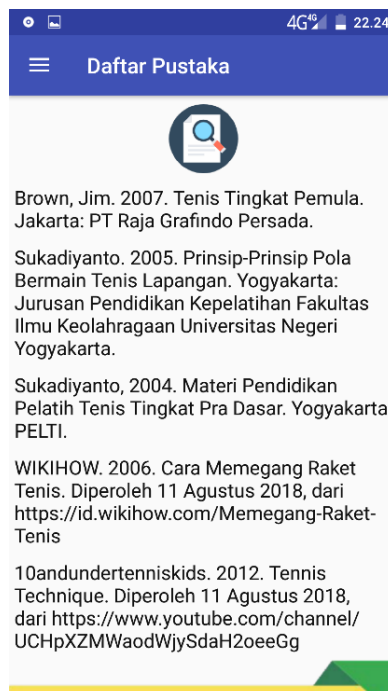 4G 4G 22.24
Daftar Pustaka
Brown, Jim. 2007. Tenis Tingkat Pemula.
Jakarta: PT Raja Grafindo Persada.
Sukadiyanto. 2005. Prinsip-Prinsip Pola
Bermain Tenis Lapangan. Yogyakarta:
Jurusan Pendidikan Kepelatihan Fakultas
Ilmu Keolahragaan Universitas Negeri
Yogyakarta.
Sukadiyanto, 2004. Materi Pendidikan
Pelatih Tenis Tingkat Pra Dasar. Yogyakarta
PELTI.
WIKIHOW. 2006. Cara Memegang Raket
Tenis. Diperoleh 11 Agustus 2018, dari
https://id.wikihow.com/Memegang-Raket-
Tenis
10andundertenniskids. 2012. Tennis
Technique. Diperoleh 11 Agustus 2018,
dari https://www.youtube.com/channel/
UCHpXZMWaodWjySdaH2oeeGg